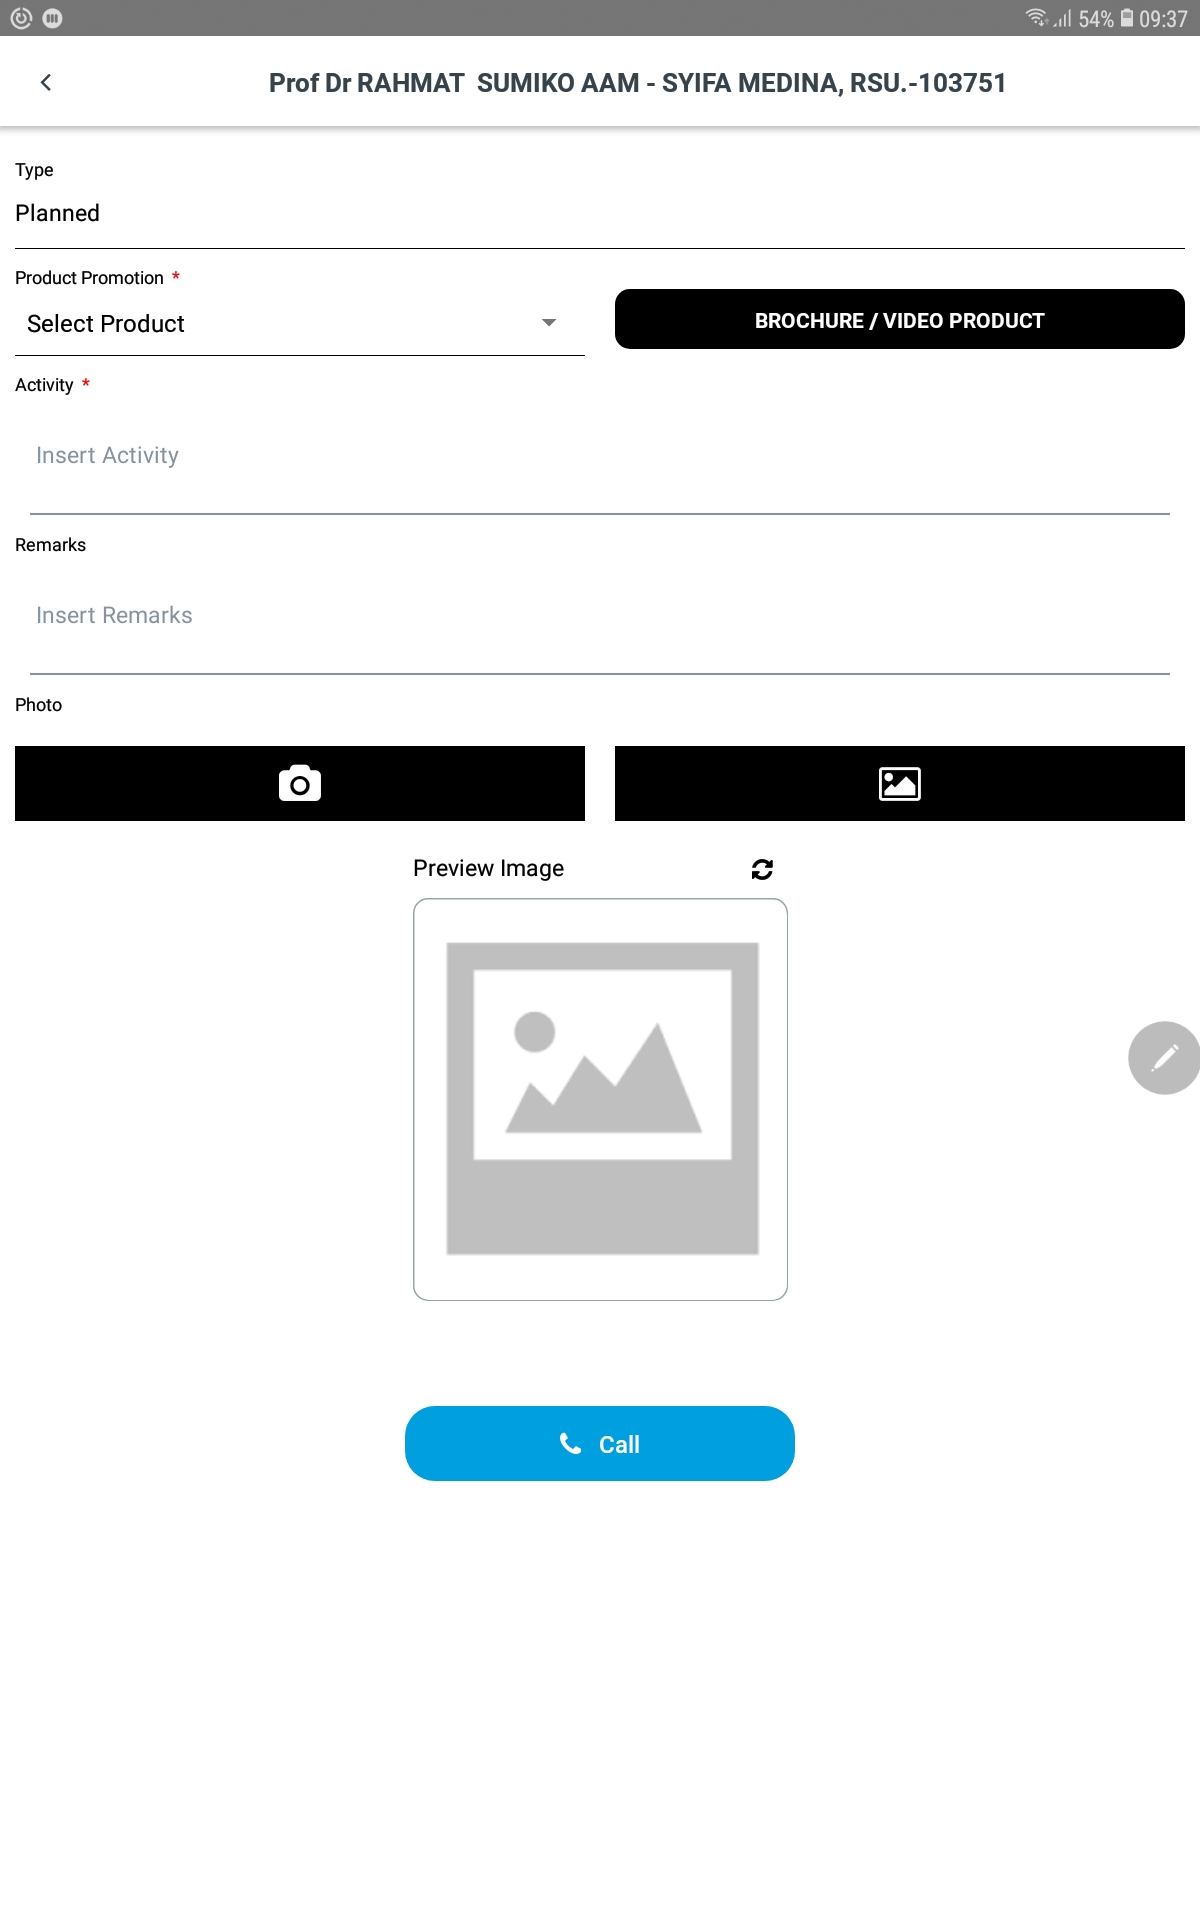 54% 09:37
Prof Dr RAHMAT  SUMIKO AAM - SYIFA MEDINA, RSU.-103751
Type
Planned
Product Promotion *
Select Product
BROCHURE / VIDEO PRODUCT
Activity *
Insert Activity
Remarks
Insert Remarks
Photo
Preview Image
Call